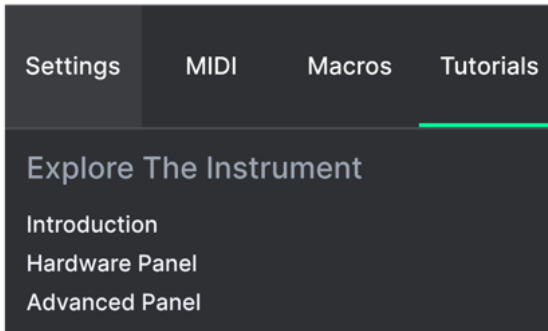 Settings MIDI Macros Tutorials
Explore The Instrument
Introduction
Hardware Panel
Advanced Panel